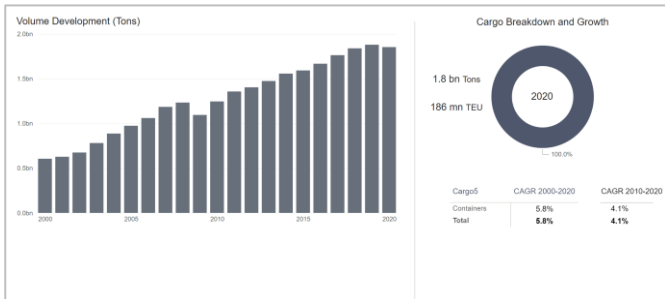 Volume Development (Tons)
2.0bn
1.5bn
1.0bn
0.5bn
0.0bn
2000
2005
2010
2015
2020
Cargo Breakdown and Growth
1.8 bn Tons
186 mn TEU
2020
100.0%
Cargo5 CAGR 2000-2020 CAGR 2010-2020
Containers 5.8% 4.1%
Total 5.8% 4.1%